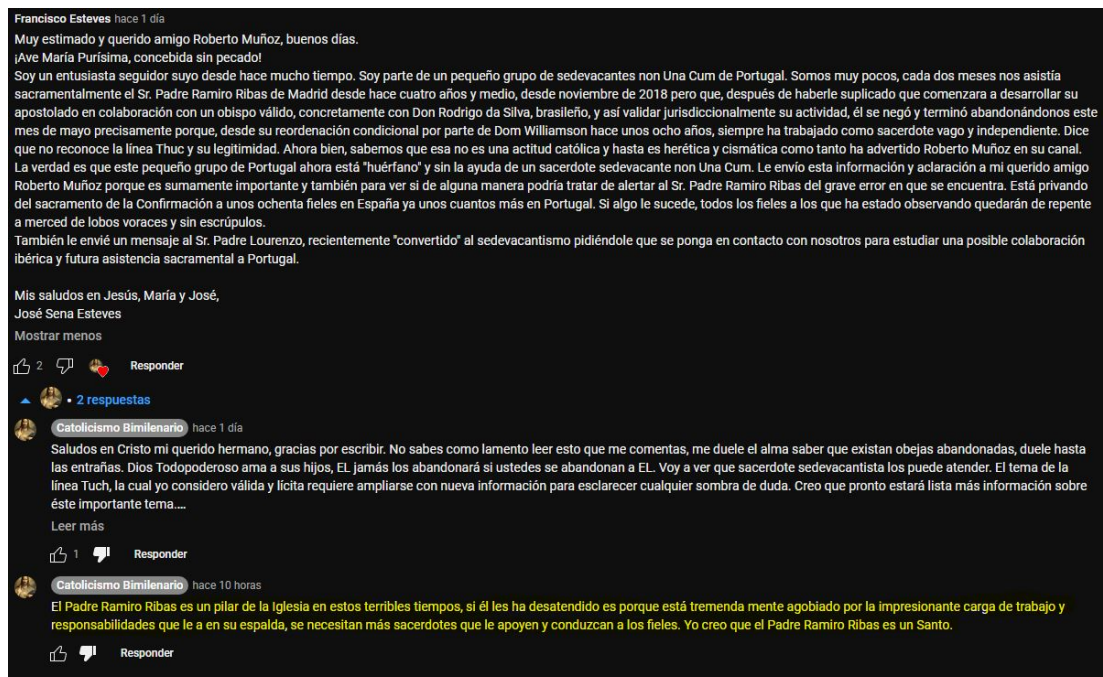 Francisco Esteves hace 1 día
Muy estimado y querido amigo Roberto Muñoz, buenos días.
¡Ave María Purísima, concebida sin pecado!
Soy un entusiasta seguidor suyo desde hace mucho tiempo. Soy parte de un pequeño grupo de sedevacantes non Una Cum de Portugal. Somos muy pocos, cada dos meses nos asistía
sacramentalmente el Sr. Padre Ramiro Ribas de Madrid desde hace cuatro años y medio, desde noviembre de 2018 pero que, después de haberle suplicado que comenzara a desarrollar su
apostolado en colaboración con un obispo válido, concretamente con Don Rodrigo da Silva, brasileño, y así validar jurisdiccionalmente su actividad, él se negó y terminó abandonándonos este
mes de mayo precisamente porque, desde su reordenación condicional por parte de Dom Williamson hace unos ocho años, siempre ha trabajado como sacerdote vago y independiente. Dice
que no reconoce la línea Thuc y su legitimidad. Ahora bien, sabemos que esa no es una actitud católica y hasta es herética y cismática como tanto ha advertido Roberto Muñoz en su canal.
La verdad es que este pequeño grupo de Portugal ahora está "huérfano" y sin la ayuda de un sacerdote sedevacante non Una Cum. Le envío esta información y aclaración a mi querido amigo
Roberto Muñoz porque es sumamente importante y también para ver si de alguna manera podría tratar de alertar al Sr. Padre Ramiro Ribas del grave error en que se encuentra. Está privando
del sacramento de la Confirmación a unos ochenta fieles en España ya unos cuantos más en Portugal. Si algo le sucede, todos los fieles a los que ha estado observando quedarán de repente
a merced de lobos voraces y sin escrúpulos.
También le envié un mensaje al Sr. Padre Lourenzo, recientemente "convertido" al sedevacantismo pidiéndole que se ponga en contacto con nosotros para estudiar una posible colaboración
ibérica y futura asistencia sacramental a Portugal.
Mis saludos en Jesús, María y José,
José Sena Esteves
Mostrar menos
2 Responder
• 2 respuestas
Catolicismo Bimilenario hace 1 día
Saludos en Cristo mi querido hermano, gracias por escribir. No sabes como lamento leer esto que me comentas, me duele el alma saber que existan obejas abandonadas, duele hasta
las entrañas. Dios Todopoderoso ama a sus hijos, EL jamás los abandonará si ustedes se abandonan a EL. Voy a ver que sacerdote sedevacantista los puede atender. El tema de la
línea Tuch, la cual yo considero válida y lícita requiere ampliarse con nueva información para esclarecer cualquier sombra de duda. Creo que pronto estará lista más información sobre
éste importante tema....
Leer más
1 Responder
Catolicismo Bimilenario hace 10 horas
El Padre Ramiro Ribas es un pilar de la Iglesia en estos terribles tiempos, si él les ha desatendido es porque está tremenda mente agobiado por la impresionante carga de trabajo y
responsabilidades que le a en su espalda, se necesitan más sacerdotes que le apoyen y conduzcan a los fieles. Yo creo que el Padre Ramiro Ribas es un Santo.
Responder